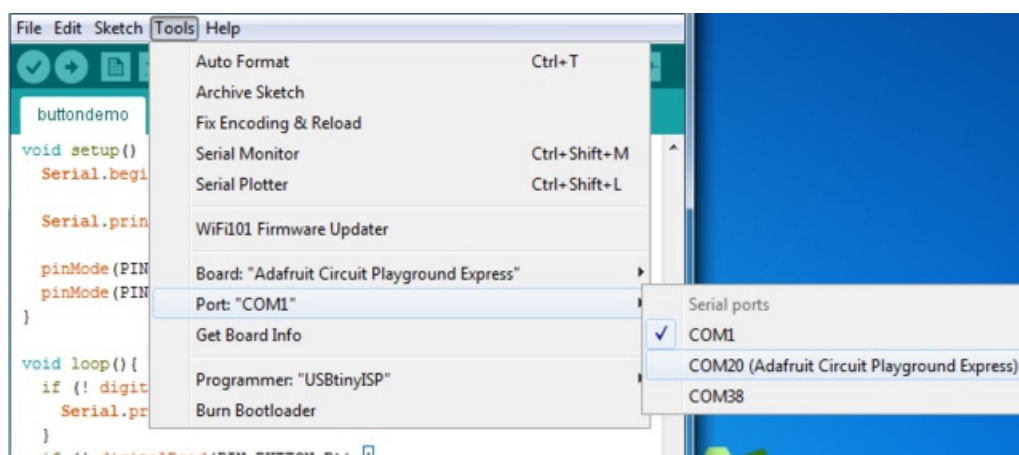 File Edit Sketch Tools Help
Auto Format Ctrl+T
Archive Sketch
Fix Encoding & Reload
Serial Monitor Ctrl+Shift+M
Serial Plotter Ctrl+Shift+L
WiFi101 Firmware Updater
Board: "Adafruit Circuit Playground Express"
Port: "COM1"
Get Board Info
Programmer: "USBtinyISP"
Burn Bootloader
Serial ports
COM1
COM20 (Adafruit Circuit Playground Express)
COM38
buttondemo
void setup()
Serial.begi
Serial.prin
pinMode(PIN
pinMode(PIN
}
void loop(){
if (! digit
Serial.pr
}